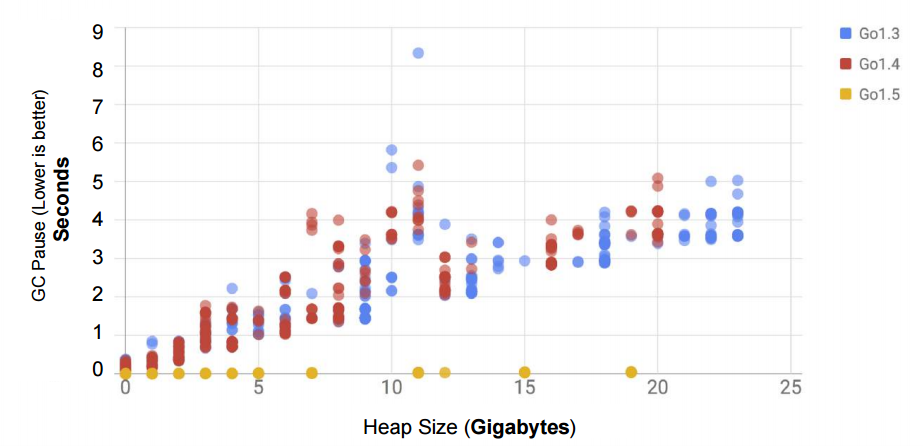 9
8
7
6
5
4
3
2
1
0
GC Pause (Lower is better)
Seconds
0 5 10 15 20 25
Heap Size (Gigabytes)
Go1.3
Go1.4
Go1.5